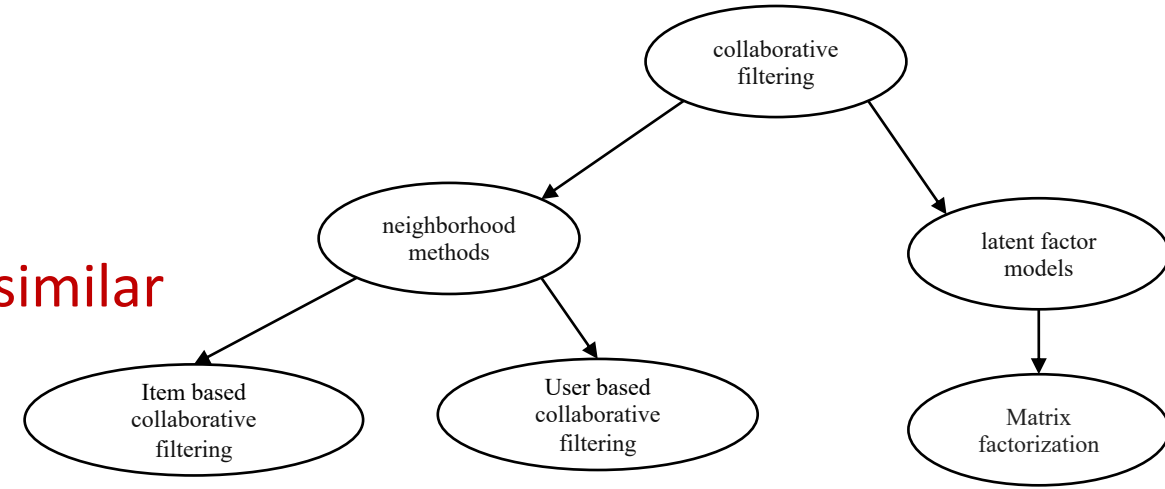 collaborative
filtering
neighborhood
methods
latent factor
models
similar
Item based
collaborative
filtering
User based
collaborative
filtering
Matrix
factorization